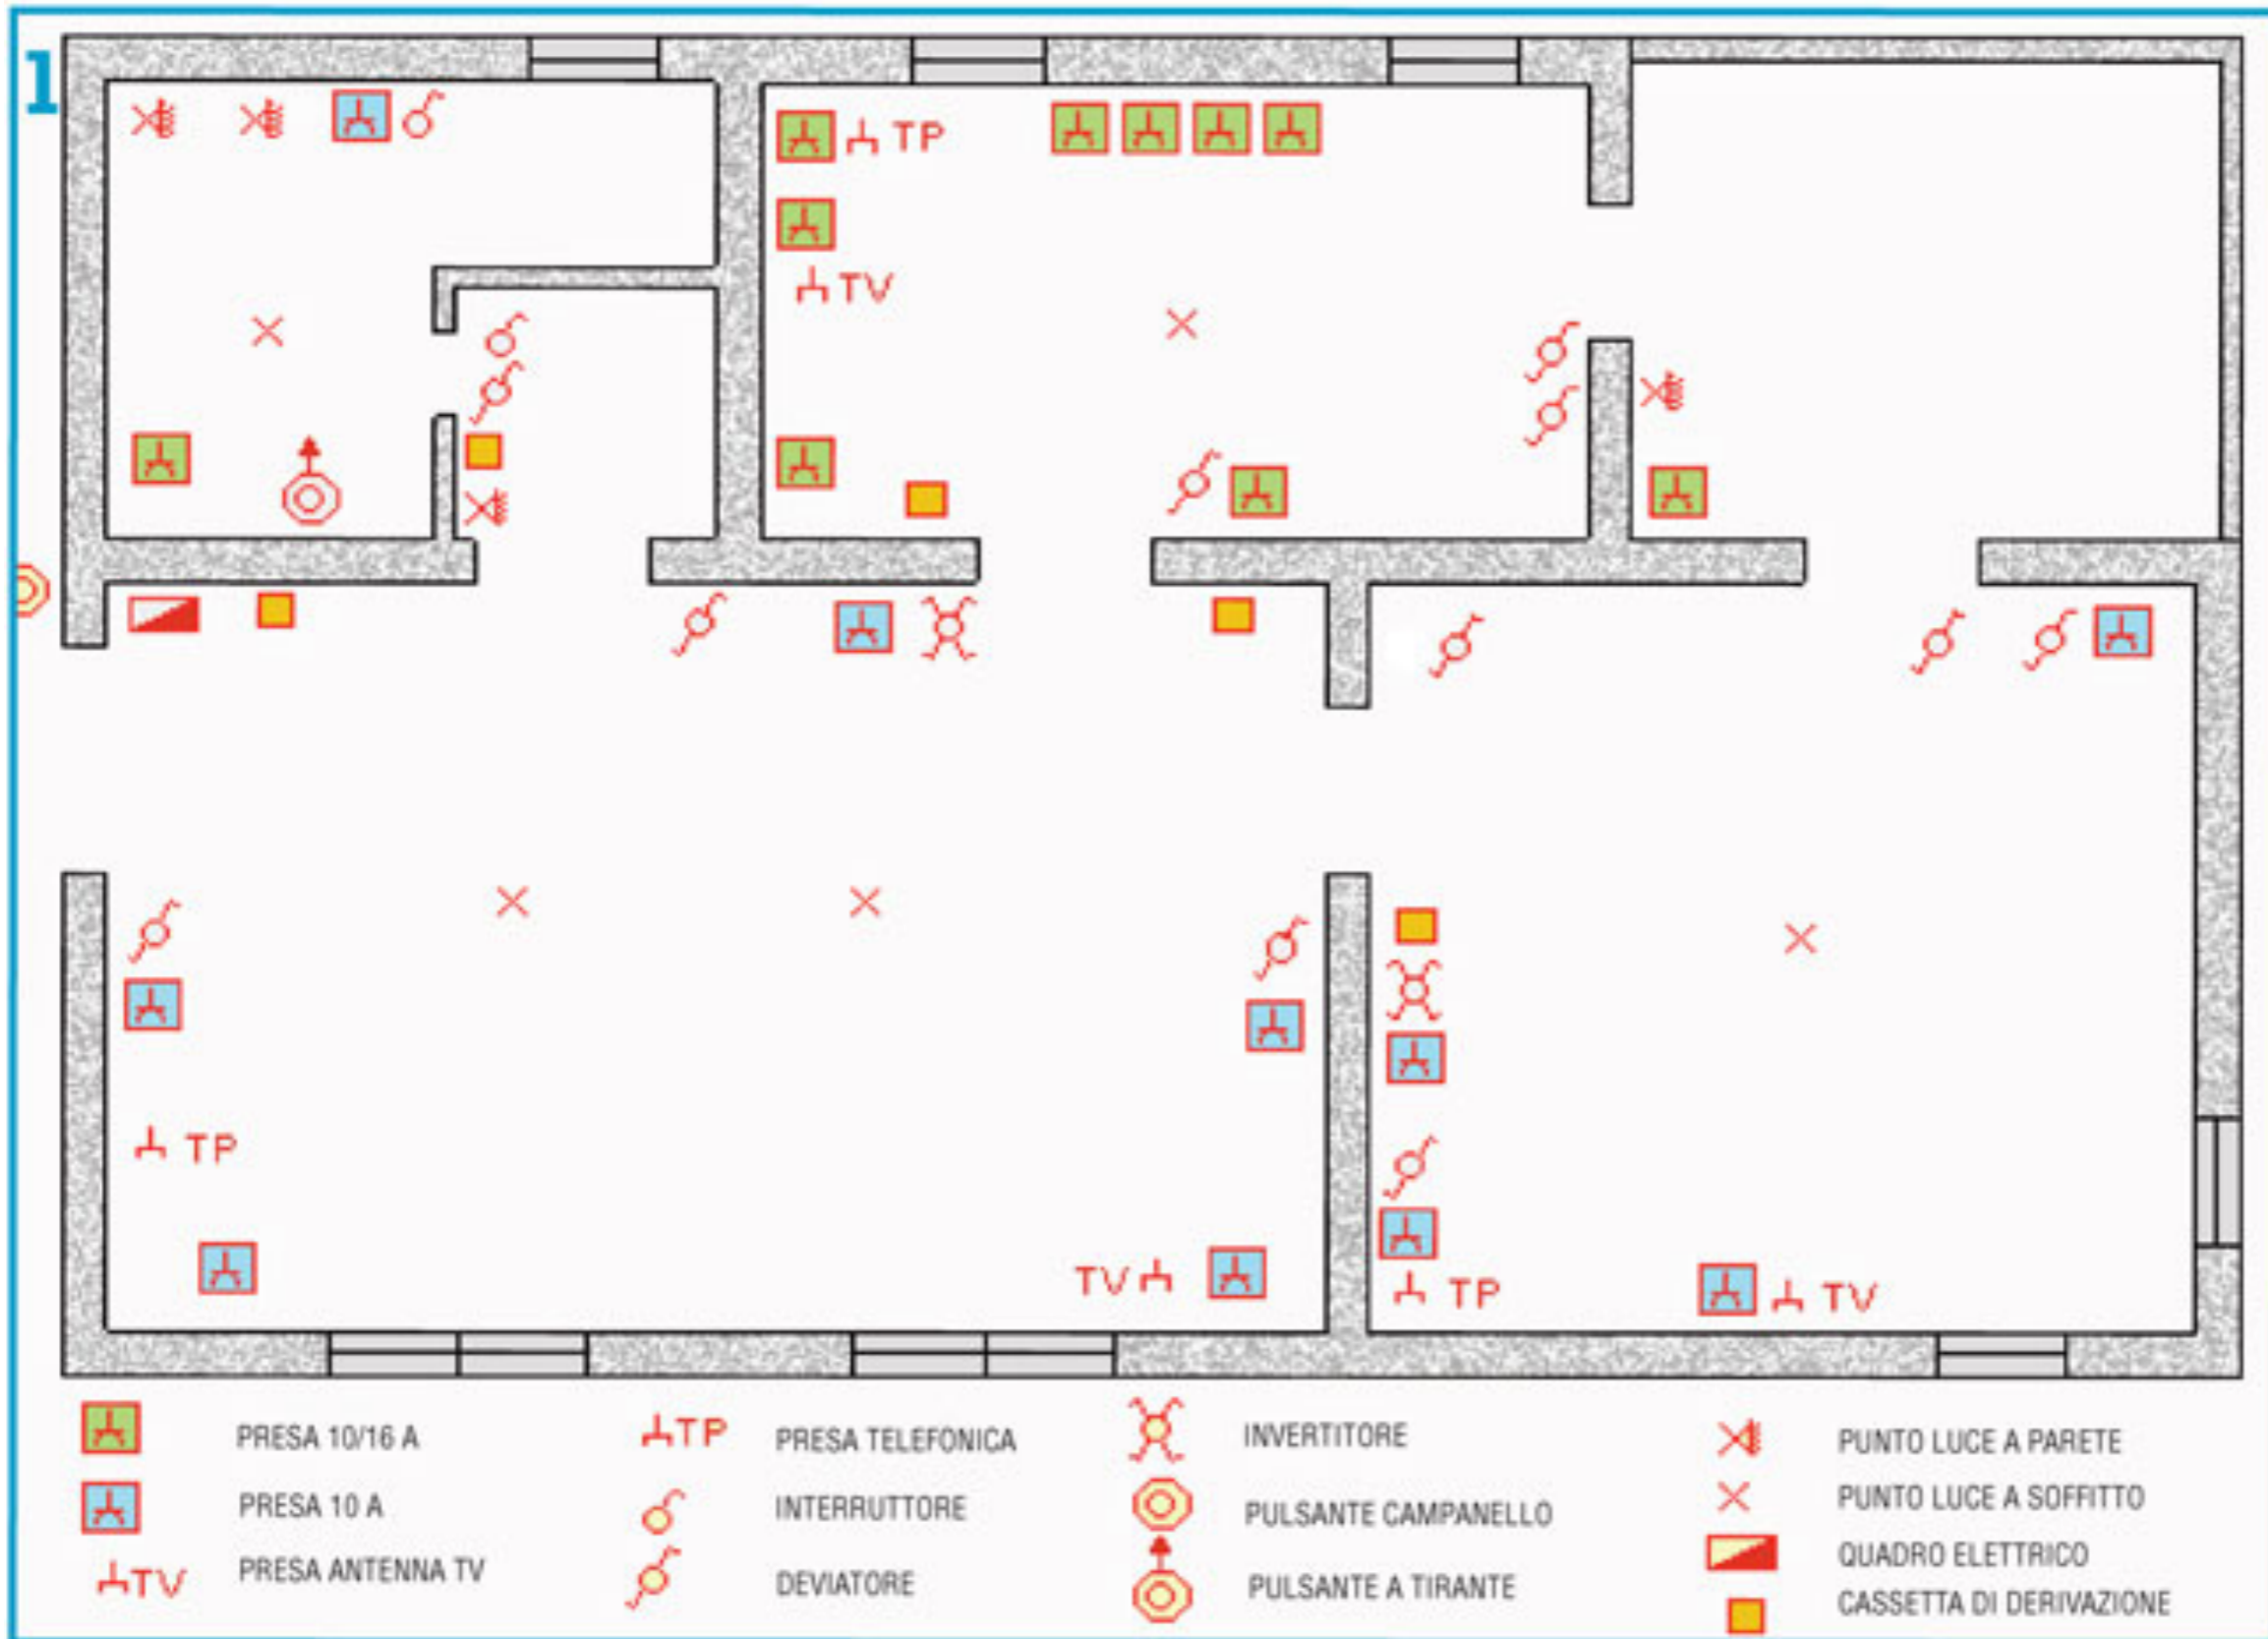 1
TP
TV
TP
TV
TP
TV
PRESA 10/16 A
PRESA 10 A
TV
PRESA ANTENNA TV
TP
PRESA TELEFONICA
INTERRUTTORE
DEVIATORE
INVERTITORE
PULSANTE CAMPANELLO
PULSANTE A TIRANTE
PUNTO LUCE A PARETE
PUNTO LUCE A SOFFITTO
QUADRO ELETTRICO
CASSETTA DI DERIVAZIONE